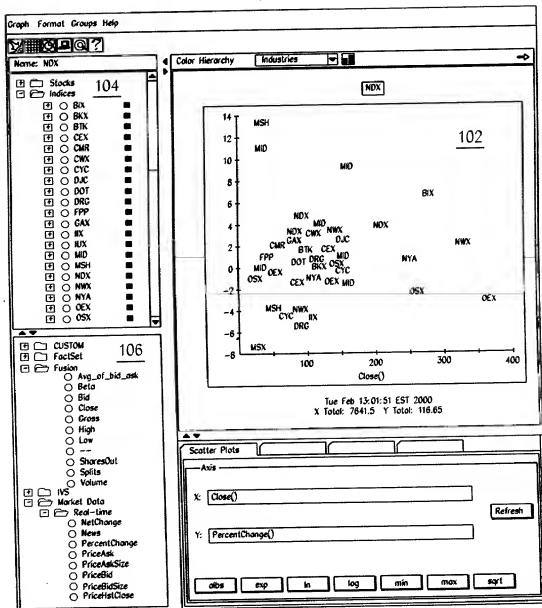 Graph Format Groups Help
Name: NDX
Color Hierarchy Industries
Stocks 104
Indices
BIX
BKX
BTK
CEX
CMR
CWX
CYC
DJC
DOT
DRG
FPP
GAX
IIX
IUX
MID
MSH
NDX
NWX
NYA
OEX
OSX
CUSTOM 106
FactSet
Fusion
Avg_of_bid_ask
Beta
Bid
Close
Gross
High
Low
--
SharesOut
Splits
Volume
IVS
Market Data
Real-time
NetChange
News
PercentChange
PriceAsk
PriceAskSize
PriceBid
PriceBidSize
PriceHstClose
NDX
102
14 MSH
12
MID
10
MID
8
BIX
6
NDX
4 MID NDX
NDX CWX NWX
GAX DJC
2 CMR NWX
BTK CEX
FPP DOT DRG MID NYA
0 MID BKX OSX
OEX CYC
OSX CEX NYA OEX MID
-2 OSX
OEX
-4 MSH NWX
CYC IIX
DRG
-6
MSX
-8
100 200 300 400
Close()
Tue Feb 13:01:51 EST 2000
X Total: 7641.5 Y Total: 116.65
Scatter Plots
Axis
X: Close()
Refresh
Y: PercentChange()
abs exp ln log min max sqrt